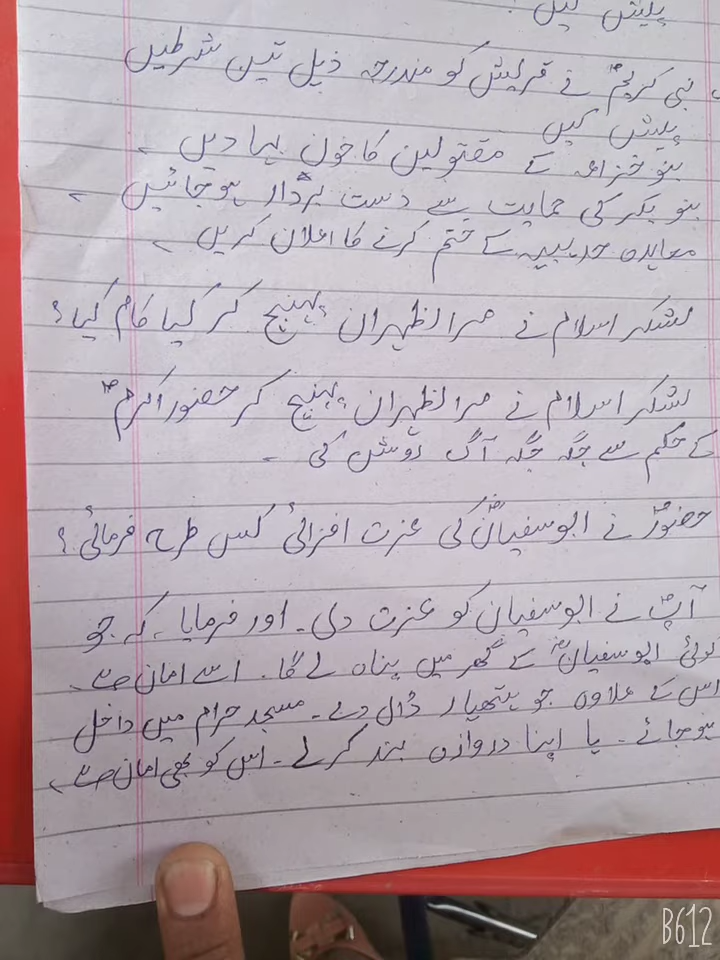 پیش کیں۔
نبی کریمؐ نے قریش کو مندرجہ ذیل تین شرطیں
پیش کیں
بنو خزاعہ کے مقتولین کا خون بہا دیں۔
بنو بکر کی حمایت سے دست بردار ہو جائیں۔
معاہدہ حدیبیہ کے ختم کرنے کا اعلان کریں۔
لشکر اسلام نے مرالظہران پہنچ کر کیا کام کیا؟
لشکر اسلام نے مرالظہران پہنچ کر حضور اکرمؐ
کے حکم سے جگہ جگہ آگ روشن کی۔
حضورؐ نے ابوسفیانؓ کی عزت افزائی کس طرح فرمائی؟
آپؐ نے ابوسفیان کو عزت دی۔ اور فرمایا، کہ جو
کوئی ابوسفیانؓ کے گھر میں پناہ لے گا۔ اسے امان ہے۔
اس کے علاوہ جو ہتھیار ڈال دے۔ مسجد حرام میں داخل
ہو جائے۔ یا اپنا دروازہ بند کرلے۔ اس کو بھی امان ہے۔
B612